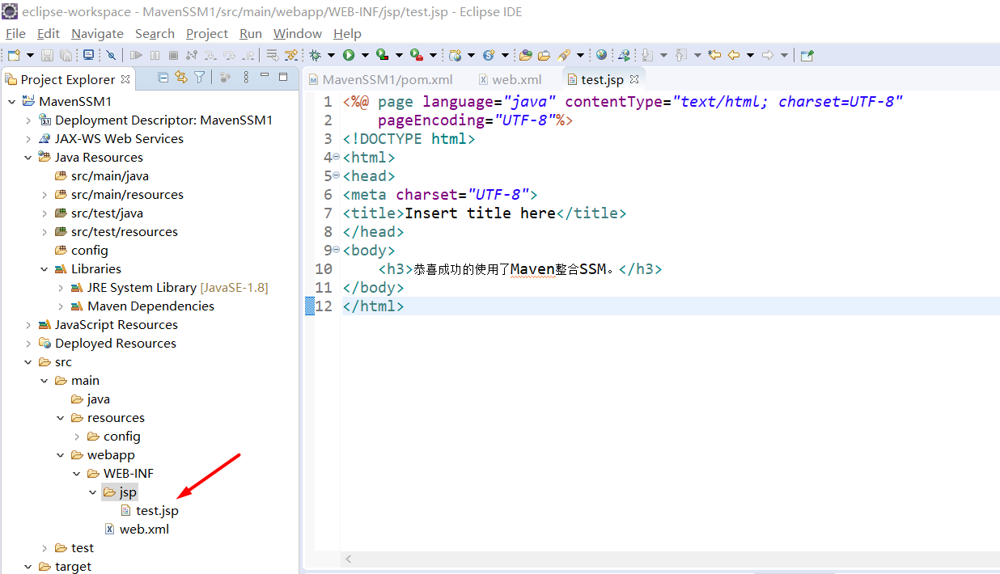 eclipse-workspace - MavenSSM1/src/main/webapp/WEB-INF/jsp/test.jsp - Eclipse IDE
File Edit Navigate Search Project Run Window Help
Project Explorer
MavenSSM1
Deployment Descriptor: MavenSSM1
JAX-WS Web Services
Java Resources
src/main/java
src/main/resources
src/test/java
src/test/resources
config
Libraries
JRE System Library [JavaSE-1.8]
Maven Dependencies
JavaScript Resources
Deployed Resources
src
main
java
resources
config
webapp
WEB-INF
jsp
test.jsp
web.xml
test
target
MavenSSM1/pom.xml web.xml test.jsp
1 <%@ page language="java" contentType="text/html; charset=UTF-8"
2 pageEncoding="UTF-8"%>
3 <!DOCTYPE html>
4 <html>
5 <head>
6 <meta charset="UTF-8">
7 <title>Insert title here</title>
8 </head>
9 <body>
10 <h3>恭喜成功的使用了Maven整合SSM。</h3>
11 </body>
12 </html>